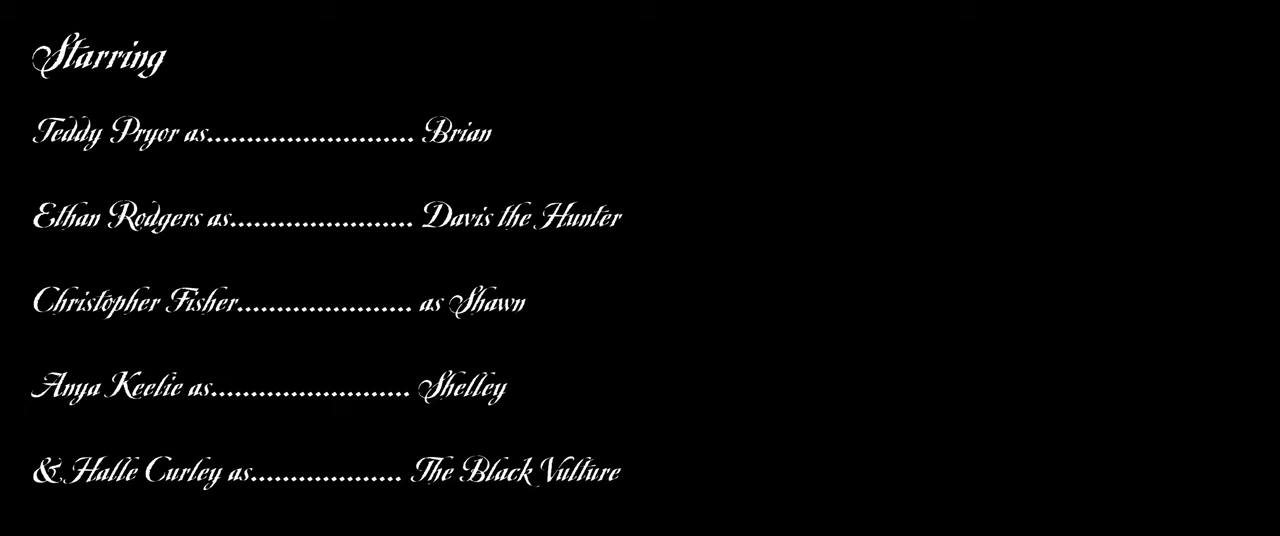 Starring
Teddy Pryor as.......................... Brian
Ethan Rodgers as....................... Davis the Hunter
Christopher Fisher...................... as Shawn
Anya Keelie as......................... Shelley
& Halle Curley as................... The Black Vulture